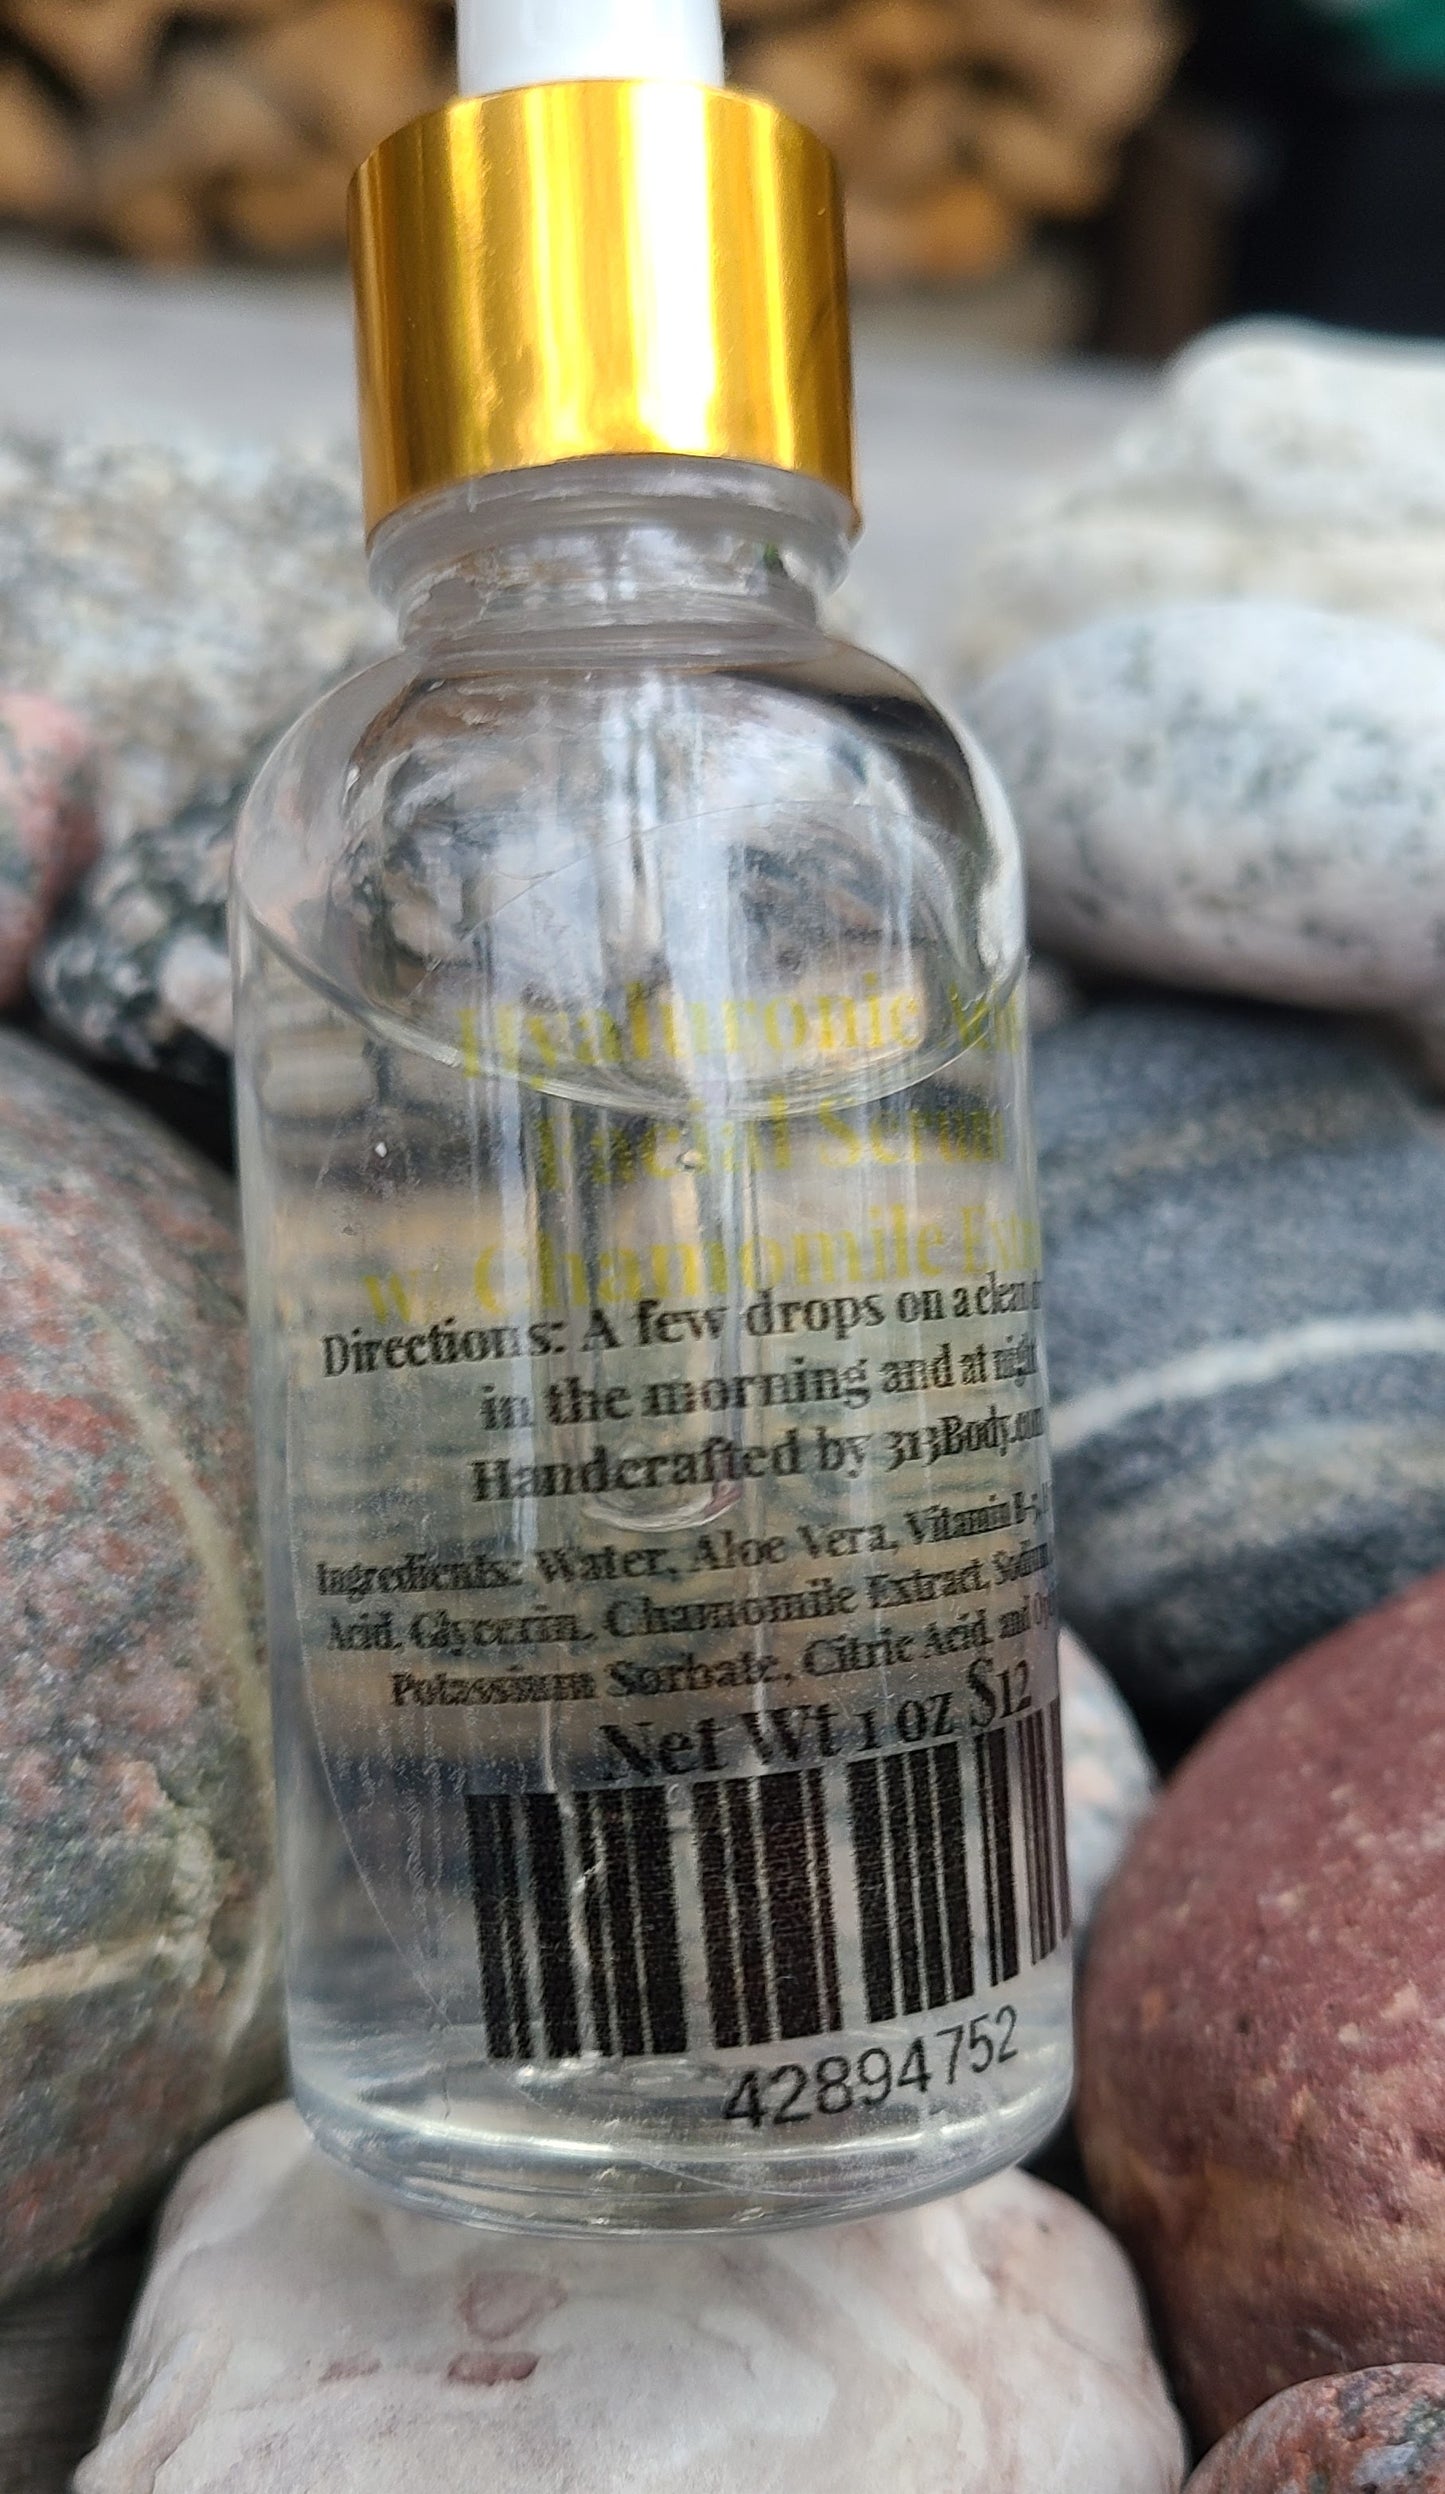 Hyaluronic
Facial Serum
w/ Chamomile
Directions: A few drops on a clean
in the morning and at night
Handcrafted by 313Body.com
Ingredients: Water, Aloe Vera, Vitamin B-5,
Acid, Glycerin, Chamomile Extract, Sodium
Potassium Sorbate, Citric Acid, and
Net Wt 1 oz $12
42894752